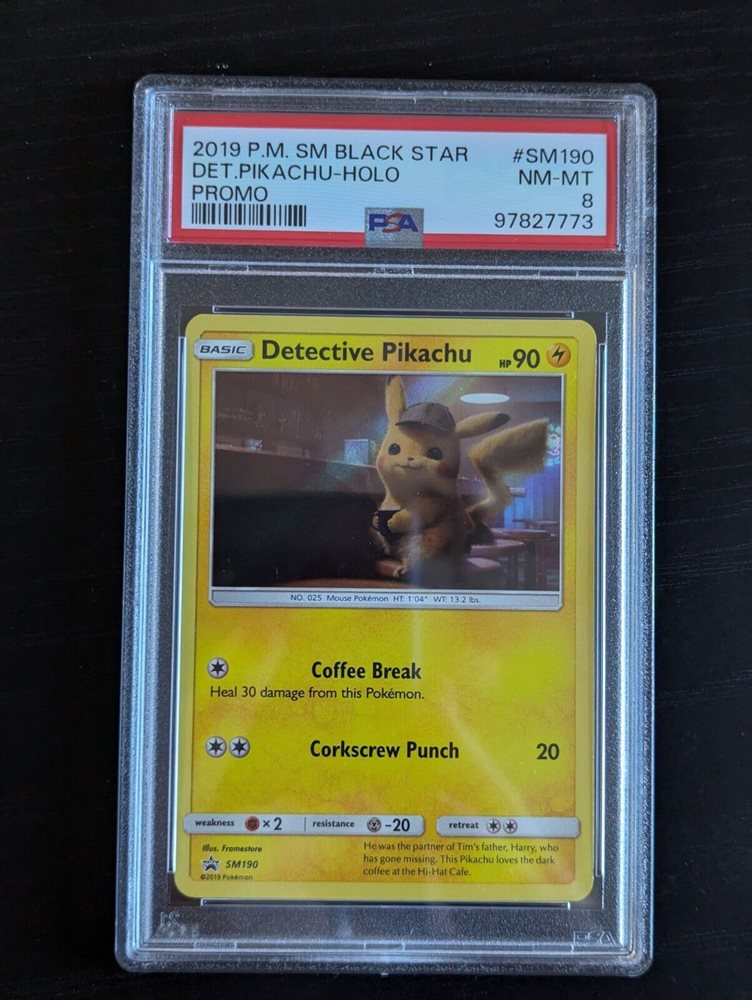 2019 P.M. SM BLACK STAR #SM190
DET.PIKACHU-HOLO NM-MT
PROMO 8
PSA 97827773
BASIC Detective Pikachu HP 90
NO. 025 Mouse Pokémon HT: 1'04" WT: 13.2 lbs.
Coffee Break
Heal 30 damage from this Pokémon.
Corkscrew Punch 20
weakness ×2 resistance -20 retreat
Illus. Framestore
SM190
©2019 Pokémon
He was the partner of Tim's father, Harry, who
has gone missing. This Pikachu loves the dark
coffee at the Hi-Hat Cafe.
PSA